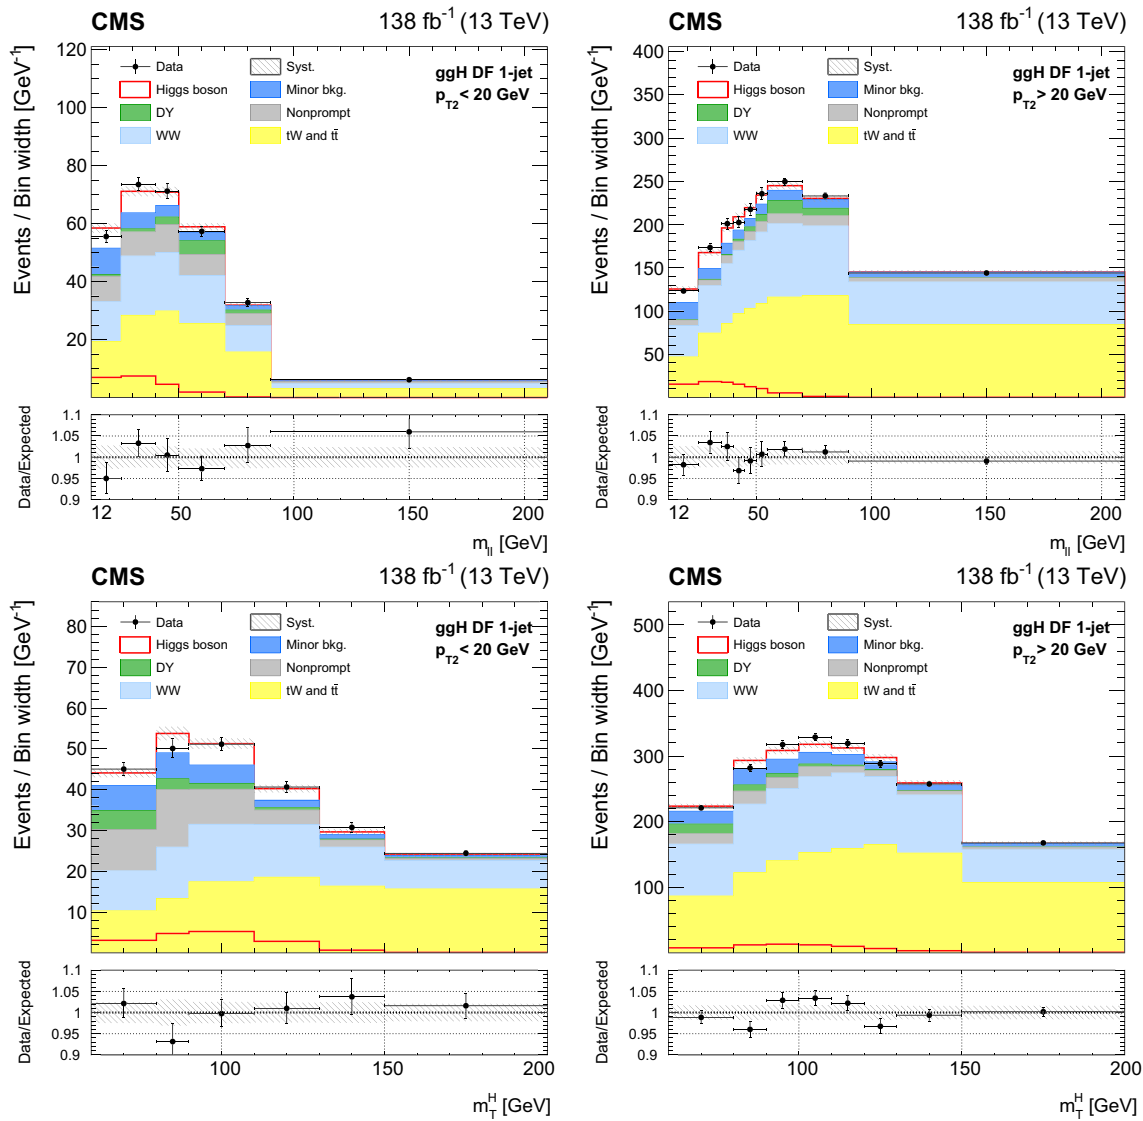 CMS 138 fb⁻¹ (13 TeV)
Events / Bin width [GeV⁻¹]
120
100
80
60
40
20
Data
Higgs boson
DY
WW
Syst.
Minor bkg.
Nonprompt
tW and tt̄
ggH DF 1-jet
p_T2 < 20 GeV
Data/Expected
1.1
1.05
1
0.95
0.9
12 50 100 150 200
m_ll [GeV]
CMS 138 fb⁻¹ (13 TeV)
Events / Bin width [GeV⁻¹]
400
350
300
250
200
150
100
50
Data
Higgs boson
DY
WW
Syst.
Minor bkg.
Nonprompt
tW and tt̄
ggH DF 1-jet
p_T2 > 20 GeV
Data/Expected
1.1
1.05
1
0.95
0.9
12 50 100 150 200
m_ll [GeV]
CMS 138 fb⁻¹ (13 TeV)
Events / Bin width [GeV⁻¹]
80
70
60
50
40
30
20
10
Data
Higgs boson
DY
WW
Syst.
Minor bkg.
Nonprompt
tW and tt̄
ggH DF 1-jet
p_T2 < 20 GeV
Data/Expected
1.1
1.05
1
0.95
0.9
100 150 200
m_T^H [GeV]
CMS 138 fb⁻¹ (13 TeV)
Events / Bin width [GeV⁻¹]
500
400
300
200
100
Data
Higgs boson
DY
WW
Syst.
Minor bkg.
Nonprompt
tW and tt̄
ggH DF 1-jet
p_T2 > 20 GeV
Data/Expected
1.1
1.05
1
0.95
0.9
100 150 200
m_T^H [GeV]